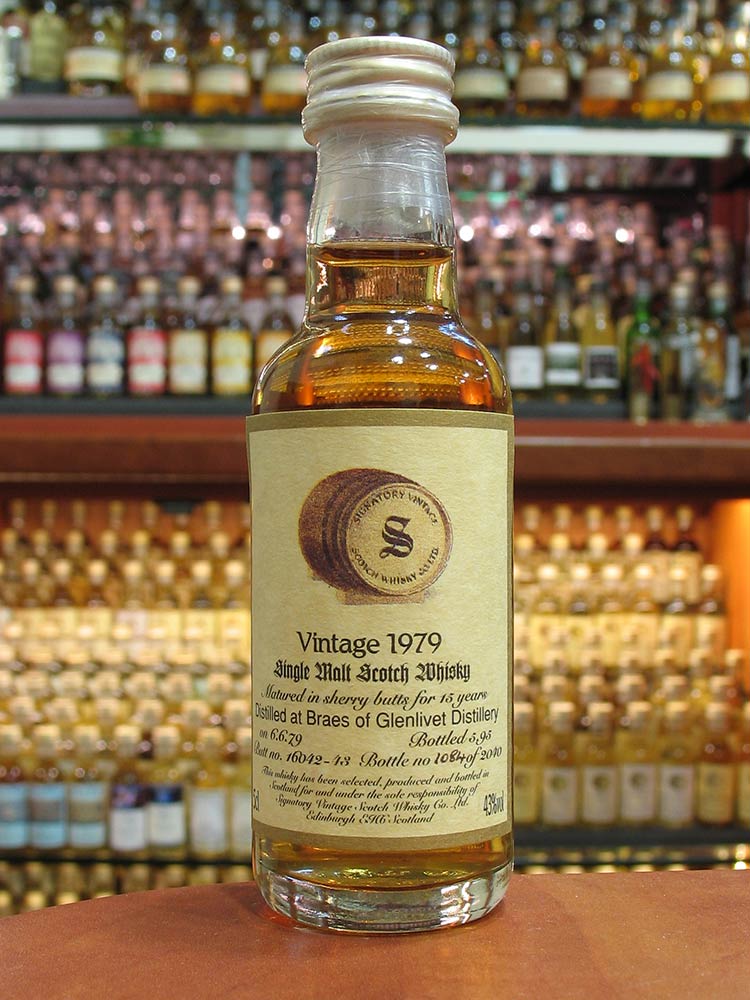 SIGNATORY VINTAGE
S
SCOTCH WHISKY CO LTD.
Vintage 1979
Single Malt Scotch Whisky
Matured in sherry butts for 15 years
Distilled at Braes of Glenlivet Distillery
on 6.6.79 Bottled 5.95
Butt no. 16042-43 Bottle no 1084 of 2040
This whisky has been selected, produced and bottled in
Scotland for and under the sole responsibility of
Signatory Vintage Scotch Whisky Co. Ltd.
5cl Edinburgh EH6 Scotland 43%vol